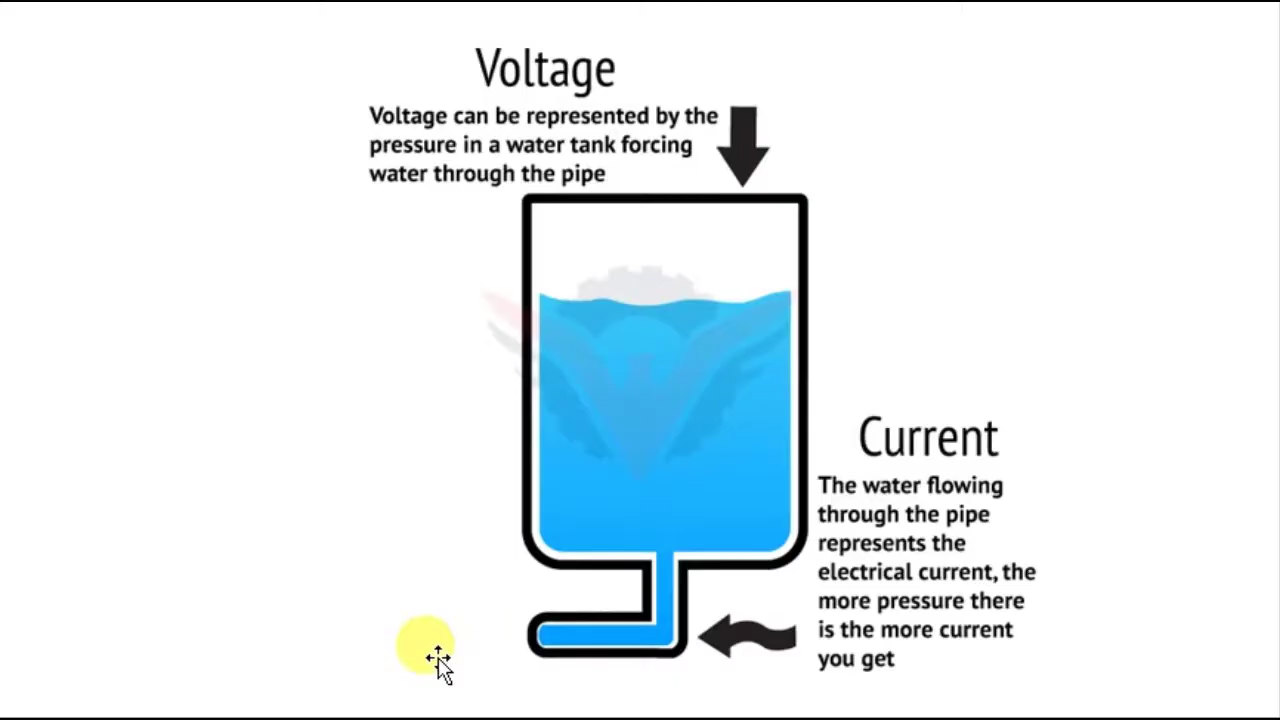 Voltage
Voltage can be represented by the
pressure in a water tank forcing
water through the pipe
Current
The water flowing
through the pipe
represents the
electrical current, the
more pressure there
is the more current
you get